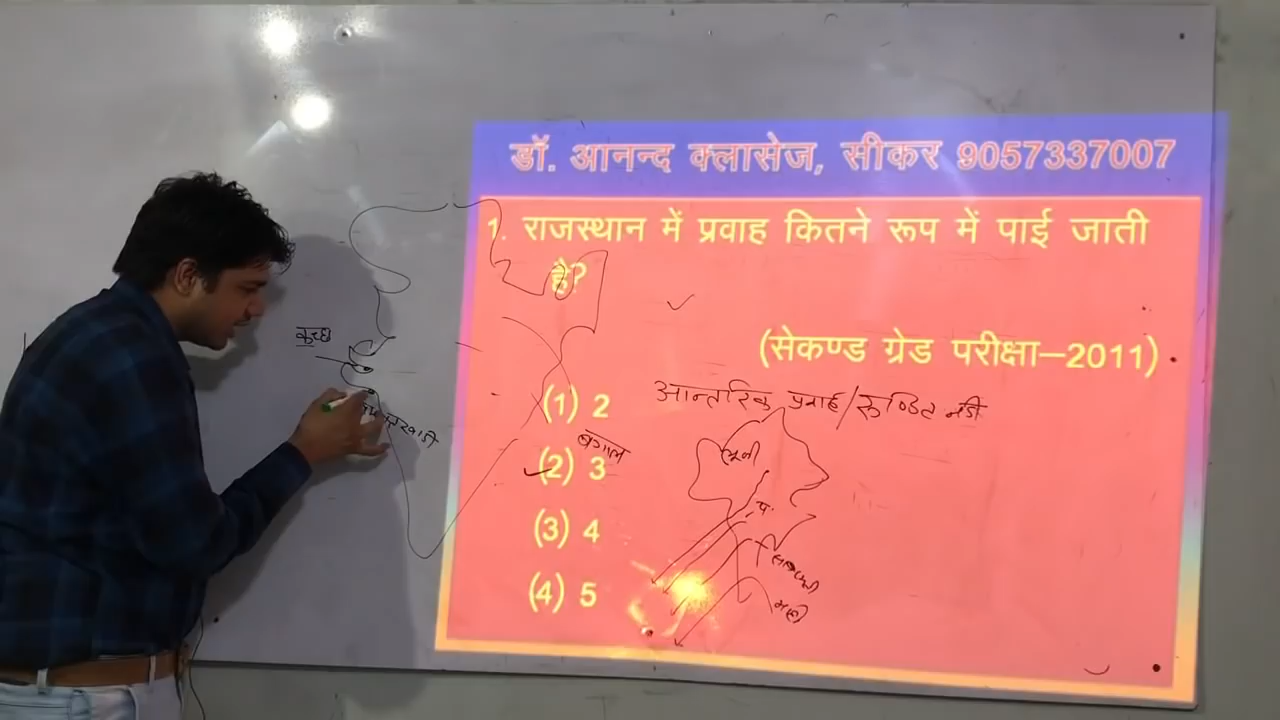 डॉ. आनन्द क्लासेज, सीकर 9057337007
1. राजस्थान में प्रवाह कितने रूप में पाई जाती
है?
(सेकण्ड ग्रेड परीक्षा–2011)
आन्तरिक प्रवाह/रूण्डित नदी
(1) 2
(2) 3
(3) 4
(4) 5
कच्छ
बंगाल
लूनी
माही